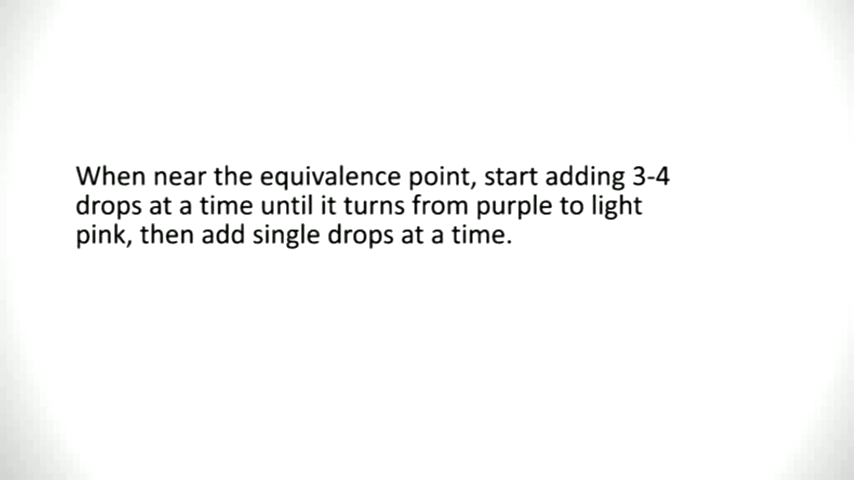 When near the equivalence point, start adding 3-4
drops at a time until it turns from purple to light
pink, then add single drops at a time.